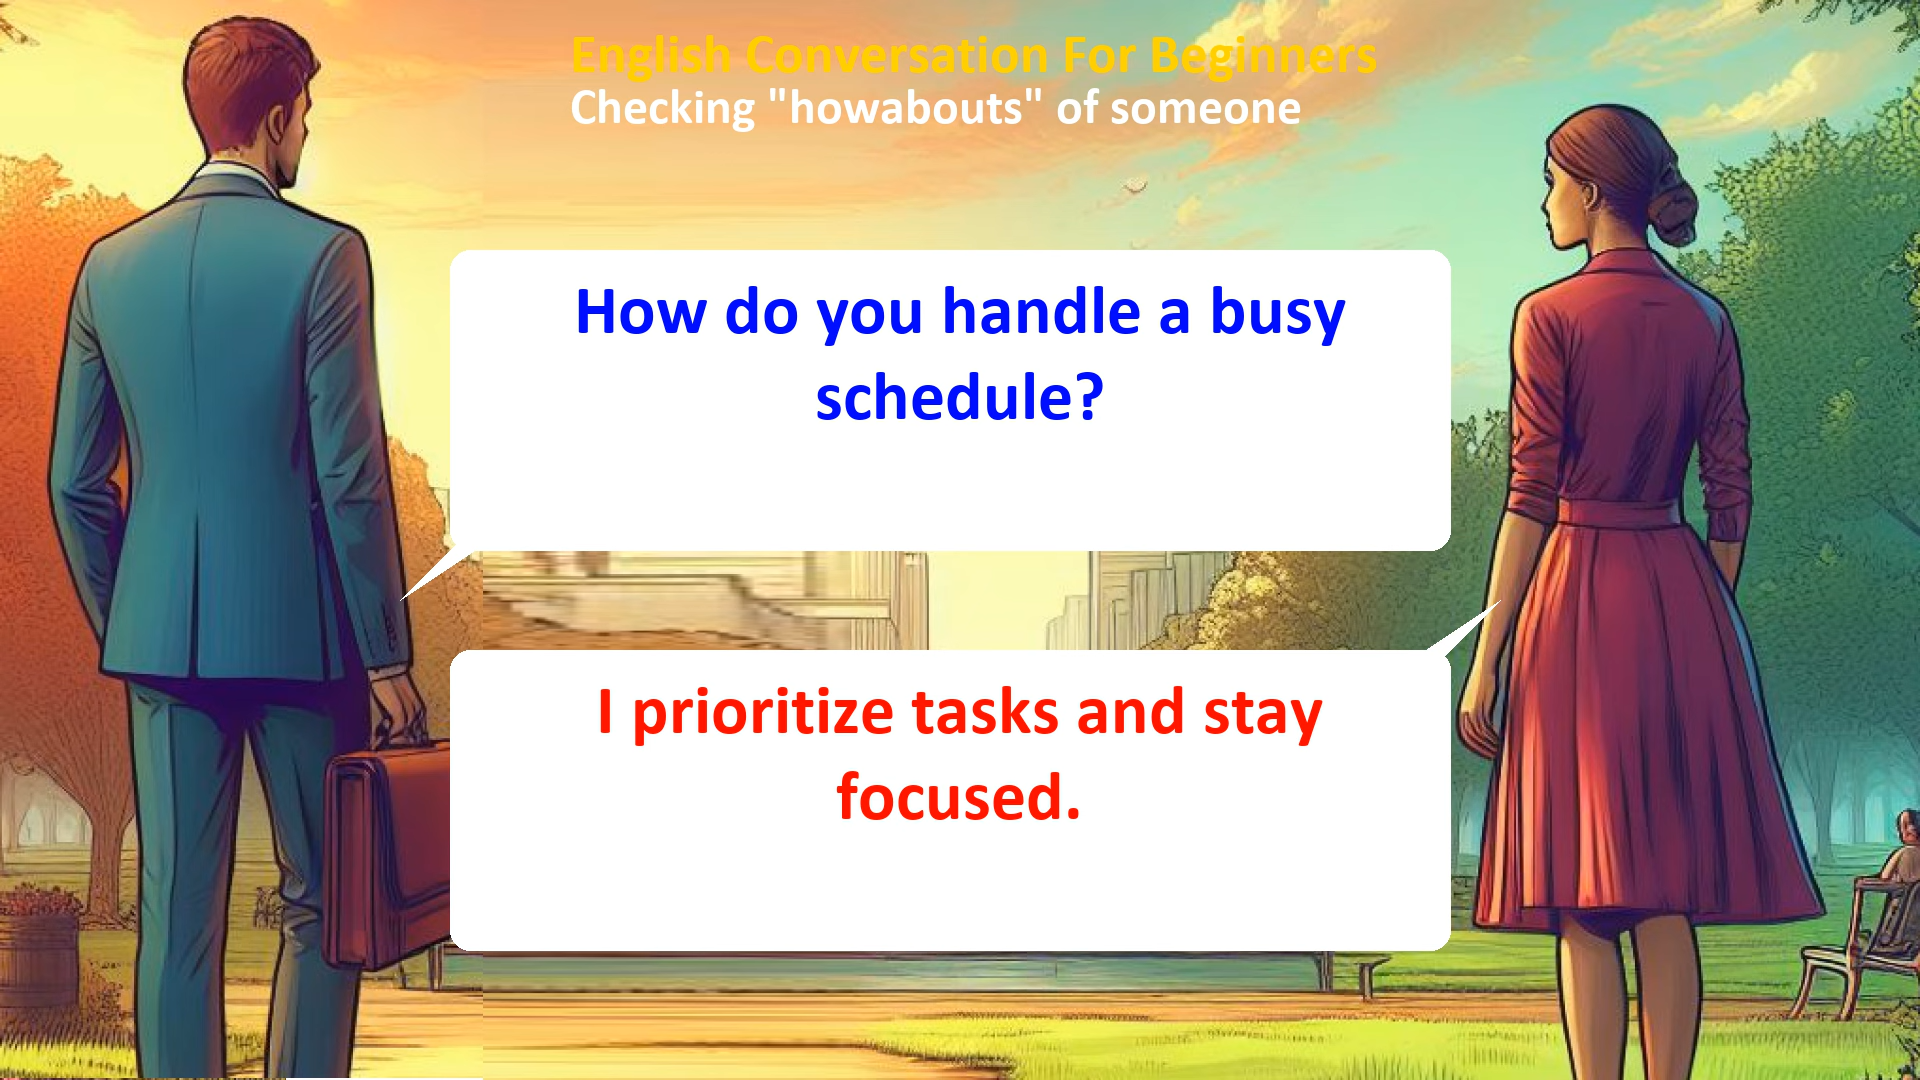 English Conversation For Beginners
Checking "howabouts" of someone
How do you handle a busy
schedule?
I prioritize tasks and stay
focused.